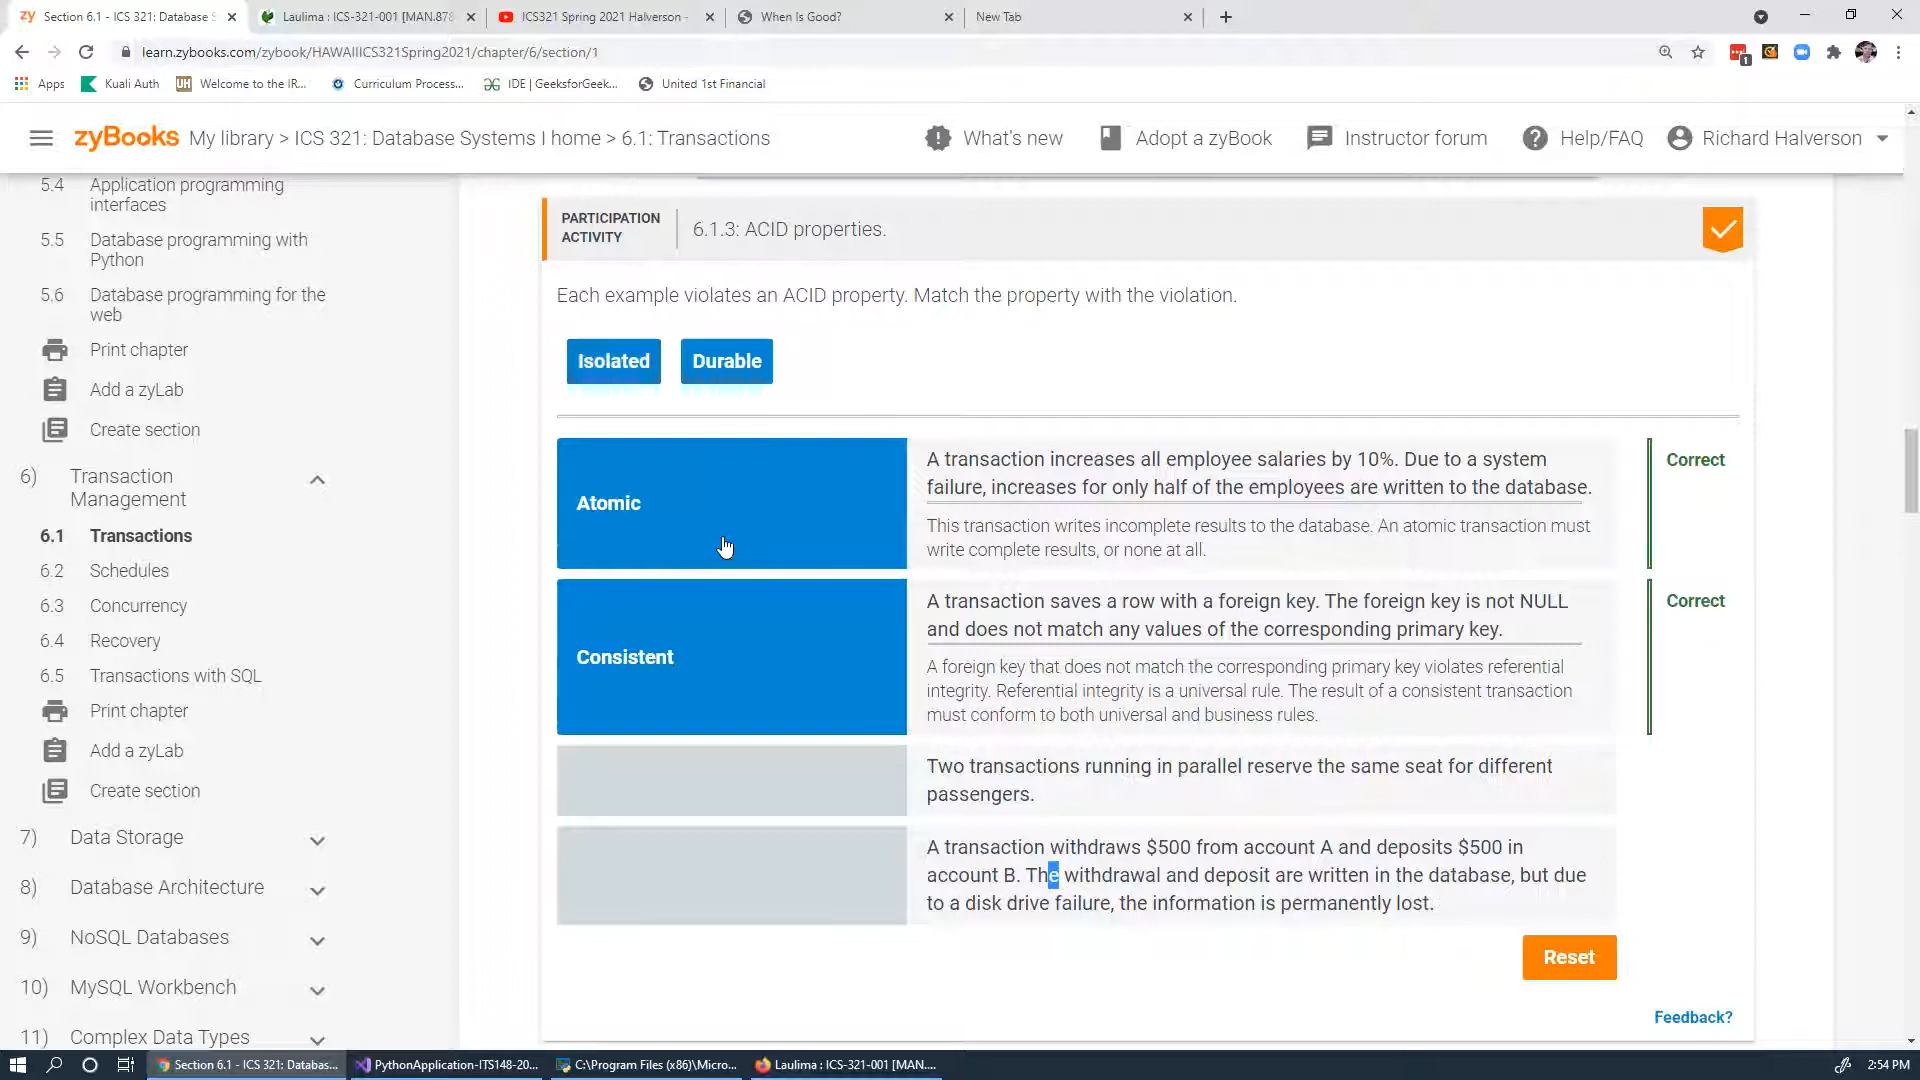 Section 6.1 - ICS 321: Database S
Laulima : ICS-321-001 [MAN.878
ICS321 Spring 2021 Halverson -
When Is Good?
New Tab
learn.zybooks.com/zybook/HAWAIIICS321Spring2021/chapter/6/section/1
1
Apps
Kuali Auth
UH
Welcome to the IR...
Curriculum Process...
IDE | GeeksforGeek...
United 1st Financial
zyBooks My library > ICS 321: Database Systems I home > 6.1: Transactions
What's new
Adopt a zyBook
Instructor forum
Help/FAQ
Richard Halverson
5.4 Application programming
interfaces
5.5 Database programming with
Python
5.6 Database programming for the
web
Print chapter
Add a zyLab
Create section
6) Transaction
Management
6.1 Transactions
6.2 Schedules
6.3 Concurrency
6.4 Recovery
6.5 Transactions with SQL
Print chapter
Add a zyLab
Create section
7) Data Storage
8) Database Architecture
9) NoSQL Databases
10) MySQL Workbench
11) Complex Data Types
PARTICIPATION
ACTIVITY
6.1.3: ACID properties.
Each example violates an ACID property. Match the property with the violation.
Isolated
Durable
Atomic
A transaction increases all employee salaries by 10%. Due to a system
failure, increases for only half of the employees are written to the database.
This transaction writes incomplete results to the database. An atomic transaction must
write complete results, or none at all.
Correct
Consistent
A transaction saves a row with a foreign key. The foreign key is not NULL
and does not match any values of the corresponding primary key.
A foreign key that does not match the corresponding primary key violates referential
integrity. Referential integrity is a universal rule. The result of a consistent transaction
must conform to both universal and business rules.
Correct
Two transactions running in parallel reserve the same seat for different
passengers.
A transaction withdraws $500 from account A and deposits $500 in
account B. The withdrawal and deposit are written in the database, but due
to a disk drive failure, the information is permanently lost.
Reset
Feedback?
Section 6.1 - ICS 321: Databas...
PythonApplication-ITS148-20...
C:\Program Files (x86)\Micro...
Laulima : ICS-321-001 [MAN....
2:54 PM